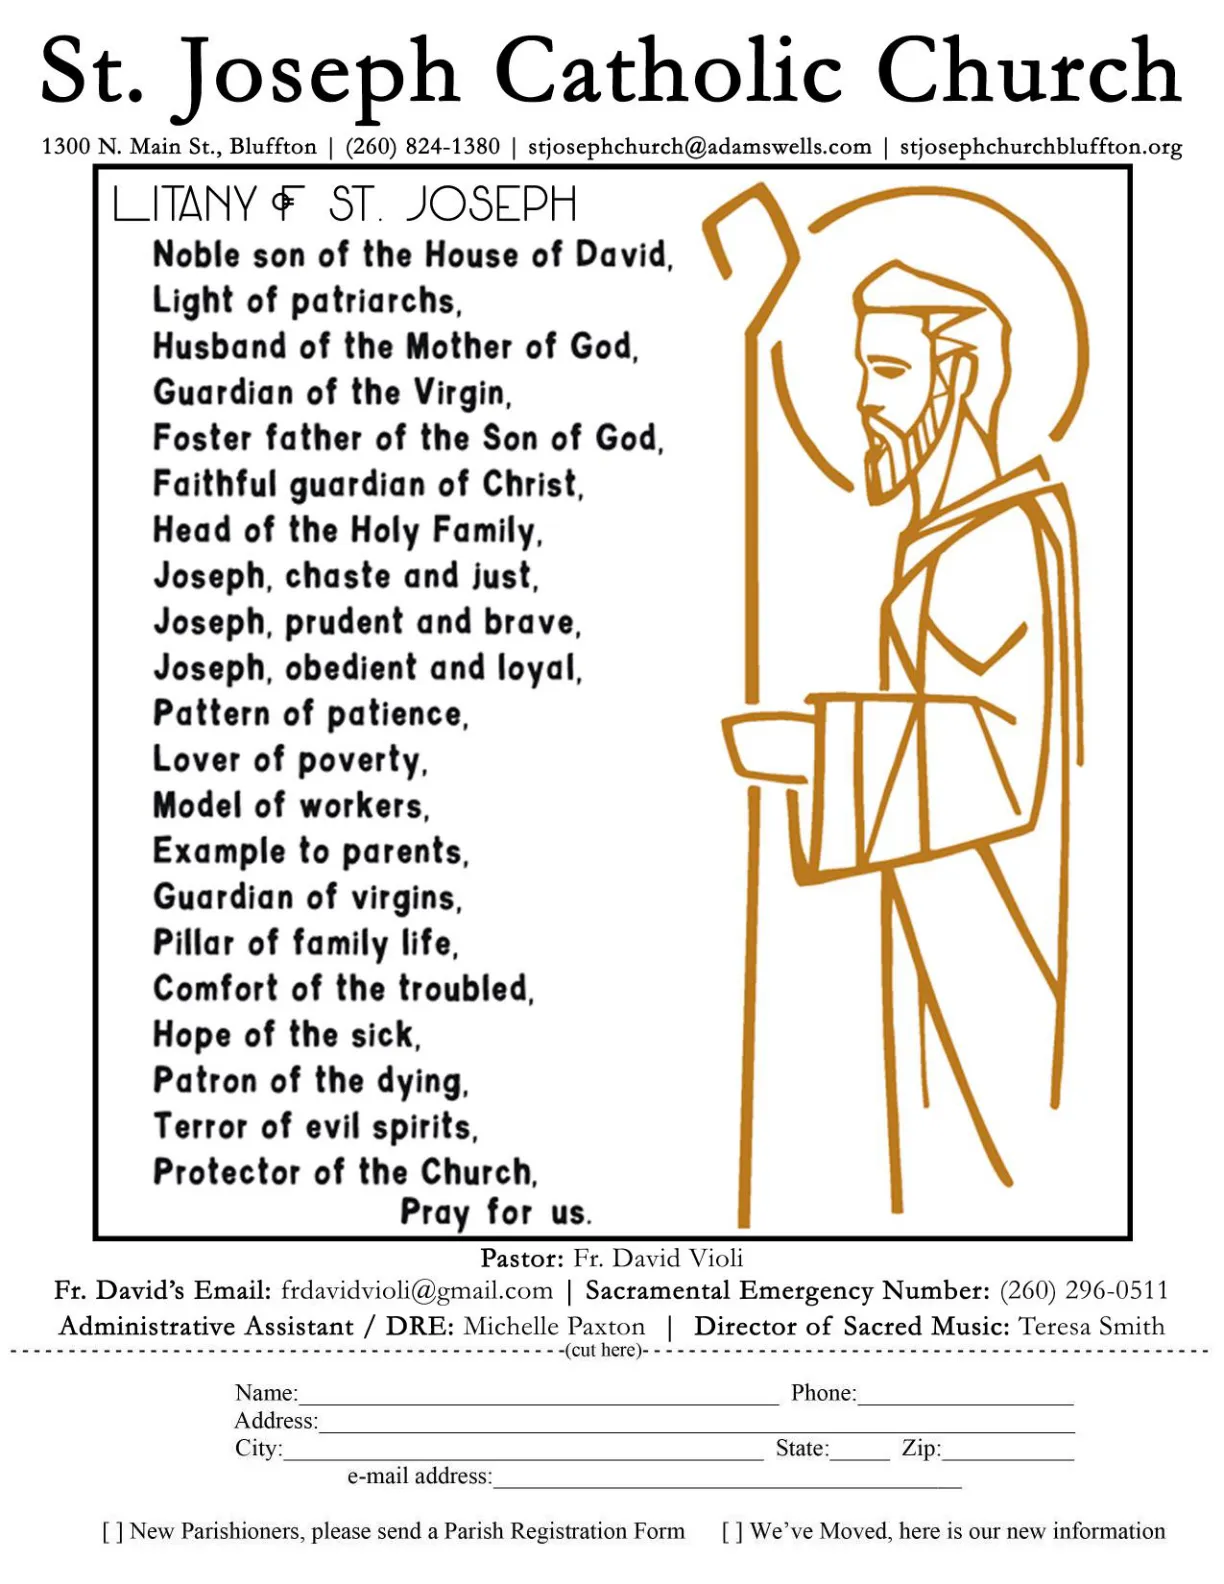 St. Joseph Catholic Church
1300 N. Main St., Bluffton | (260) 824-1380 | stjosephchurch@adamswells.com | stjosephchurchbluffton.org
LITANY OF ST. JOSEPH
Noble son of the House of David,
Light of patriarchs,
Husband of the Mother of God,
Guardian of the Virgin,
Foster father of the Son of God,
Faithful guardian of Christ,
Head of the Holy Family,
Joseph, chaste and just,
Joseph, prudent and brave,
Joseph, obedient and loyal,
Pattern of patience,
Lover of poverty,
Model of workers,
Example to parents,
Guardian of virgins,
Pillar of family life,
Comfort of the troubled,
Hope of the sick,
Patron of the dying,
Terror of evil spirits,
Protector of the Church,
Pray for us.
Pastor: Fr. David Violi
Fr. David’s Email: frdavidvioli@gmail.com | Sacramental Emergency Number: (260) 296-0511
Administrative Assistant / DRE: Michelle Paxton | Director of Sacred Music: Teresa Smith
(cut here)
Name: Phone:
Address:
City: State: Zip:
e-mail address:
[ ] New Parishioners, please send a Parish Registration Form [ ] We’ve Moved, here is our new information